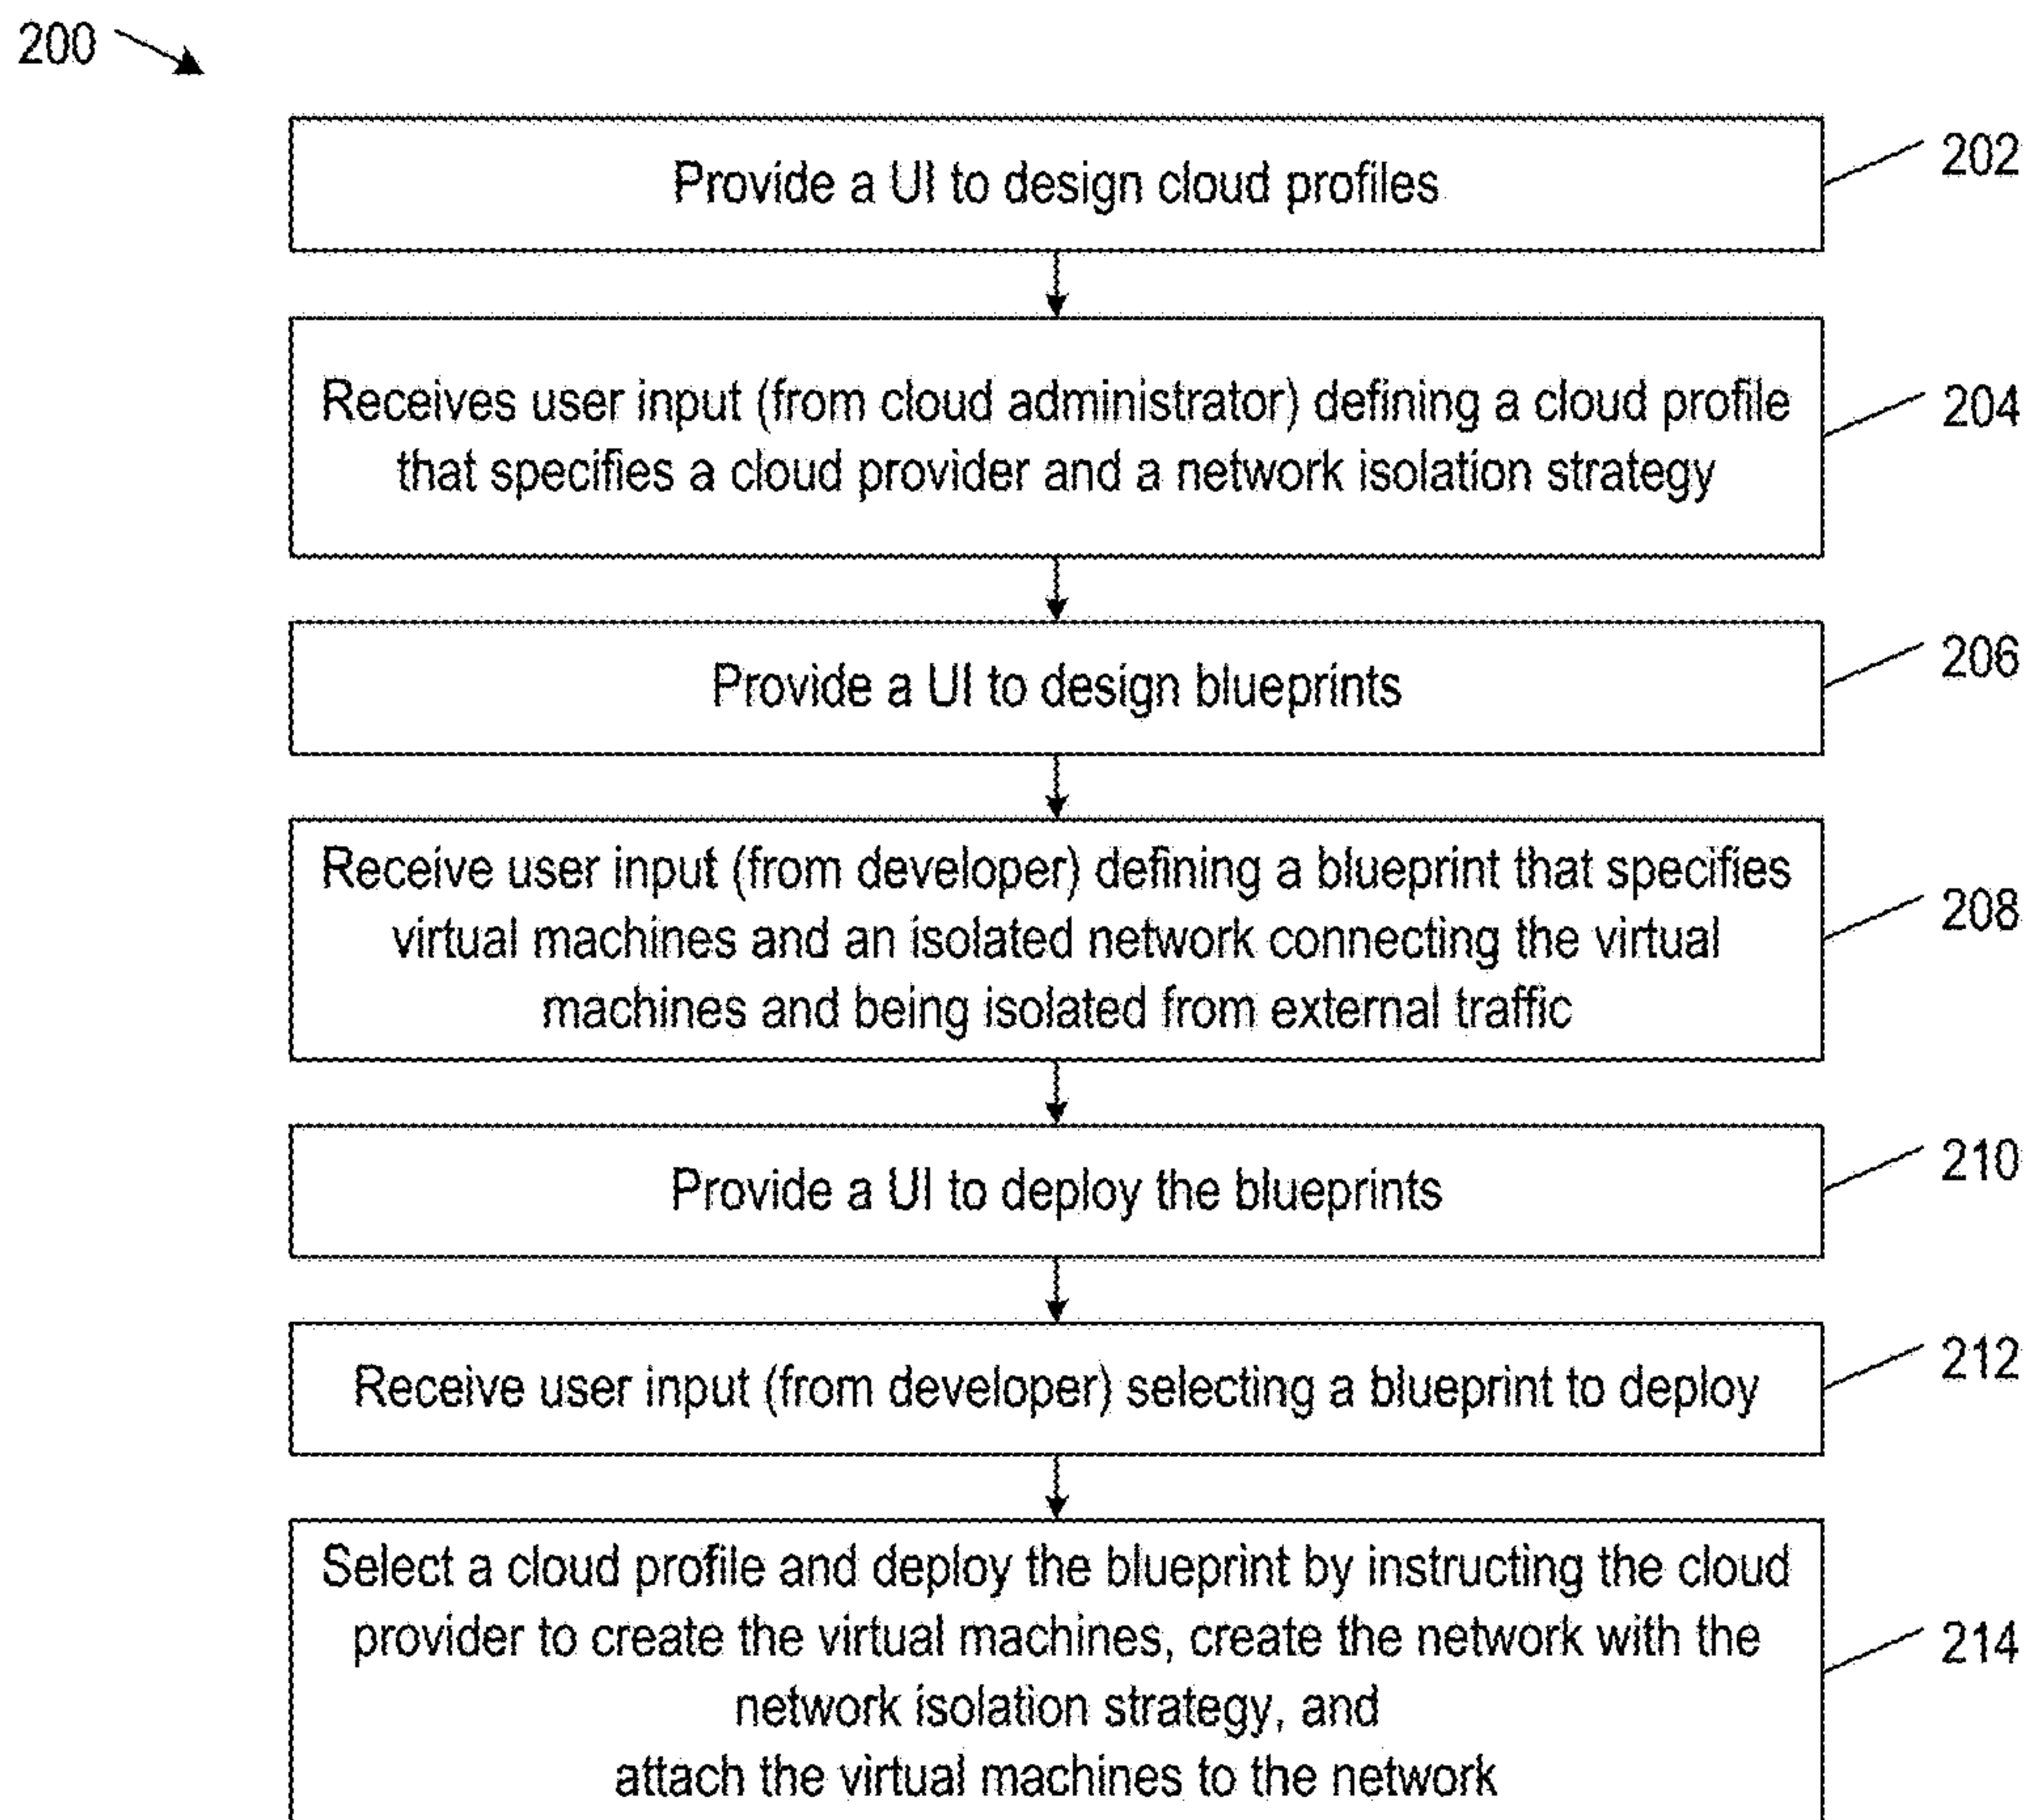 200
Provide a UI to design cloud profiles
202
Receives user input (from cloud administrator) defining a cloud profile
that specifies a cloud provider and a network isolation strategy
204
Provide a UI to design blueprints
206
Receive user input (from developer) defining a blueprint that specifies
virtual machines and an isolated network connecting the virtual
machines and being isolated from external traffic
208
Provide a UI to deploy the blueprints
210
Receive user input (from developer) selecting a blueprint to deploy
212
Select a cloud profile and deploy the blueprint by instructing the cloud
provider to create the virtual machines, create the network with the
network isolation strategy, and
attach the virtual machines to the network
214